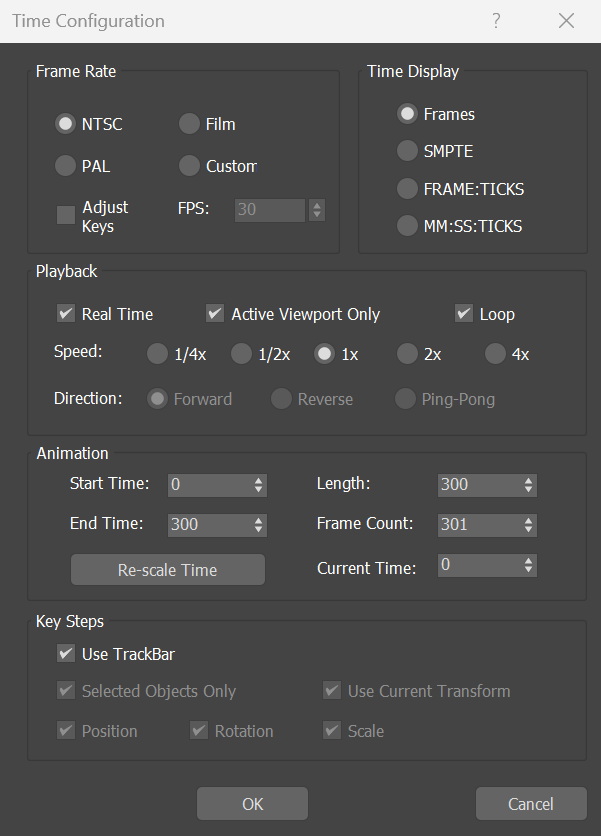 Time Configuration ?
Frame Rate
NTSC Film
PAL Custom
Adjust Keys FPS: 30
Time Display
Frames
SMPTE
FRAME:TICKS
MM:SS:TICKS
Playback
Real Time Active Viewport Only Loop
Speed: 1/4x 1/2x 1x 2x 4x
Direction: Forward Reverse Ping-Pong
Animation
Start Time: 0 Length: 300
End Time: 300 Frame Count: 301
Re-scale Time Current Time: 0
Key Steps
Use TrackBar
Selected Objects Only Use Current Transform
Position Rotation Scale
OK Cancel